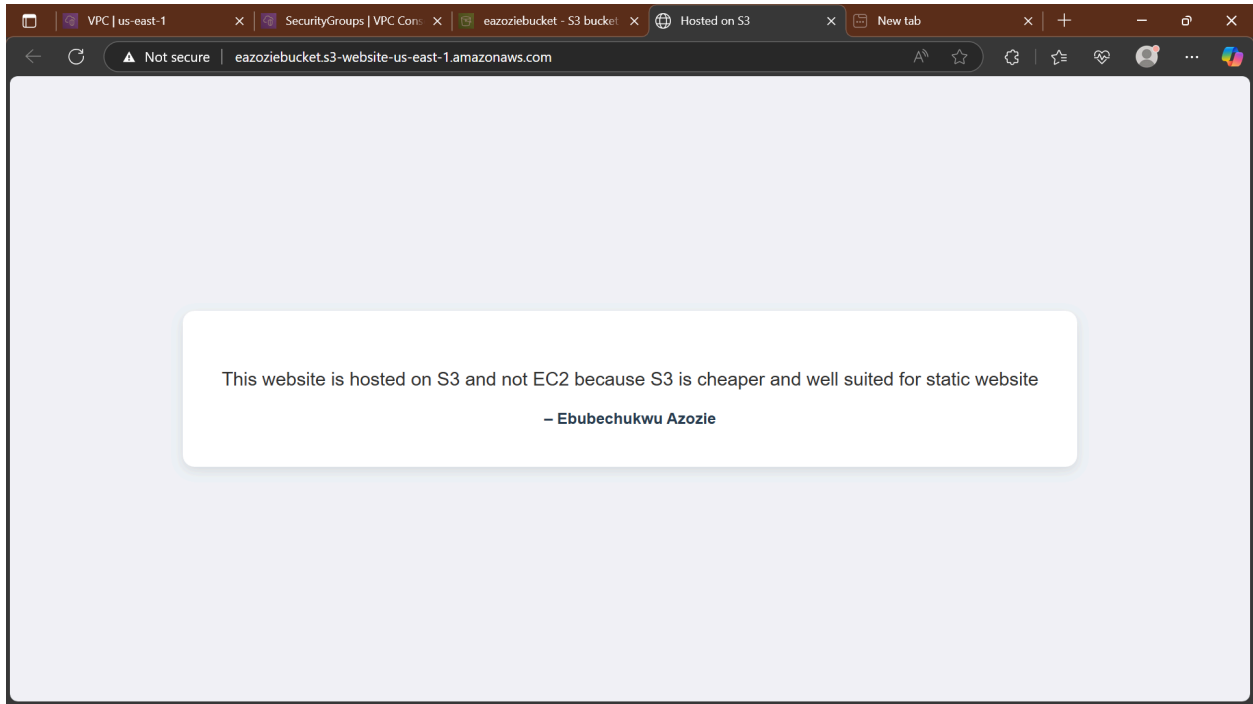 VPC | us-east-1
SecurityGroups | VPC Cons
eazoziebucket - S3 bucket
Hosted on S3
New tab
Not secure
eazoziebucket.s3-website-us-east-1.amazonaws.com
This website is hosted on S3 and not EC2 because S3 is cheaper and well suited for static website
– Ebubechukwu Azozie